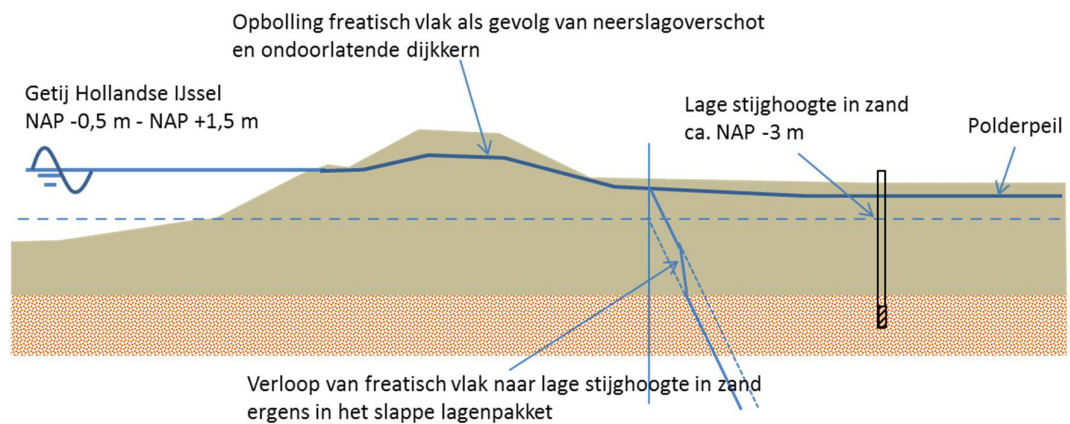 Opbolling freatisch vlak als gevolg van neerslagoverschot
en ondoorlatende dijkkern
Getij Hollandse IJssel
NAP -0,5 m - NAP +1,5 m
Lage stijghoogte in zand
ca. NAP -3 m
Polderpeil
Verloop van freatisch vlak naar lage stijghoogte in zand
ergens in het slappe lagenpakket